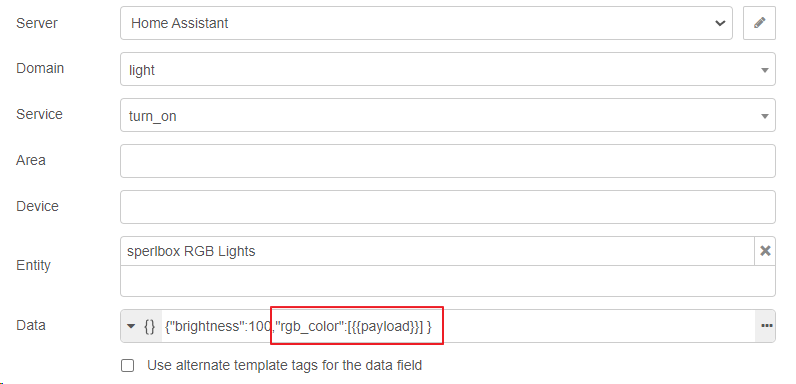 Server Home Assistant
Domain light
Service turn_on
Area
Device
Entity sperlbox RGB Lights
Data {} {"brightness":100,"rgb_color":[{{payload}}] }
Use alternate template tags for the data field